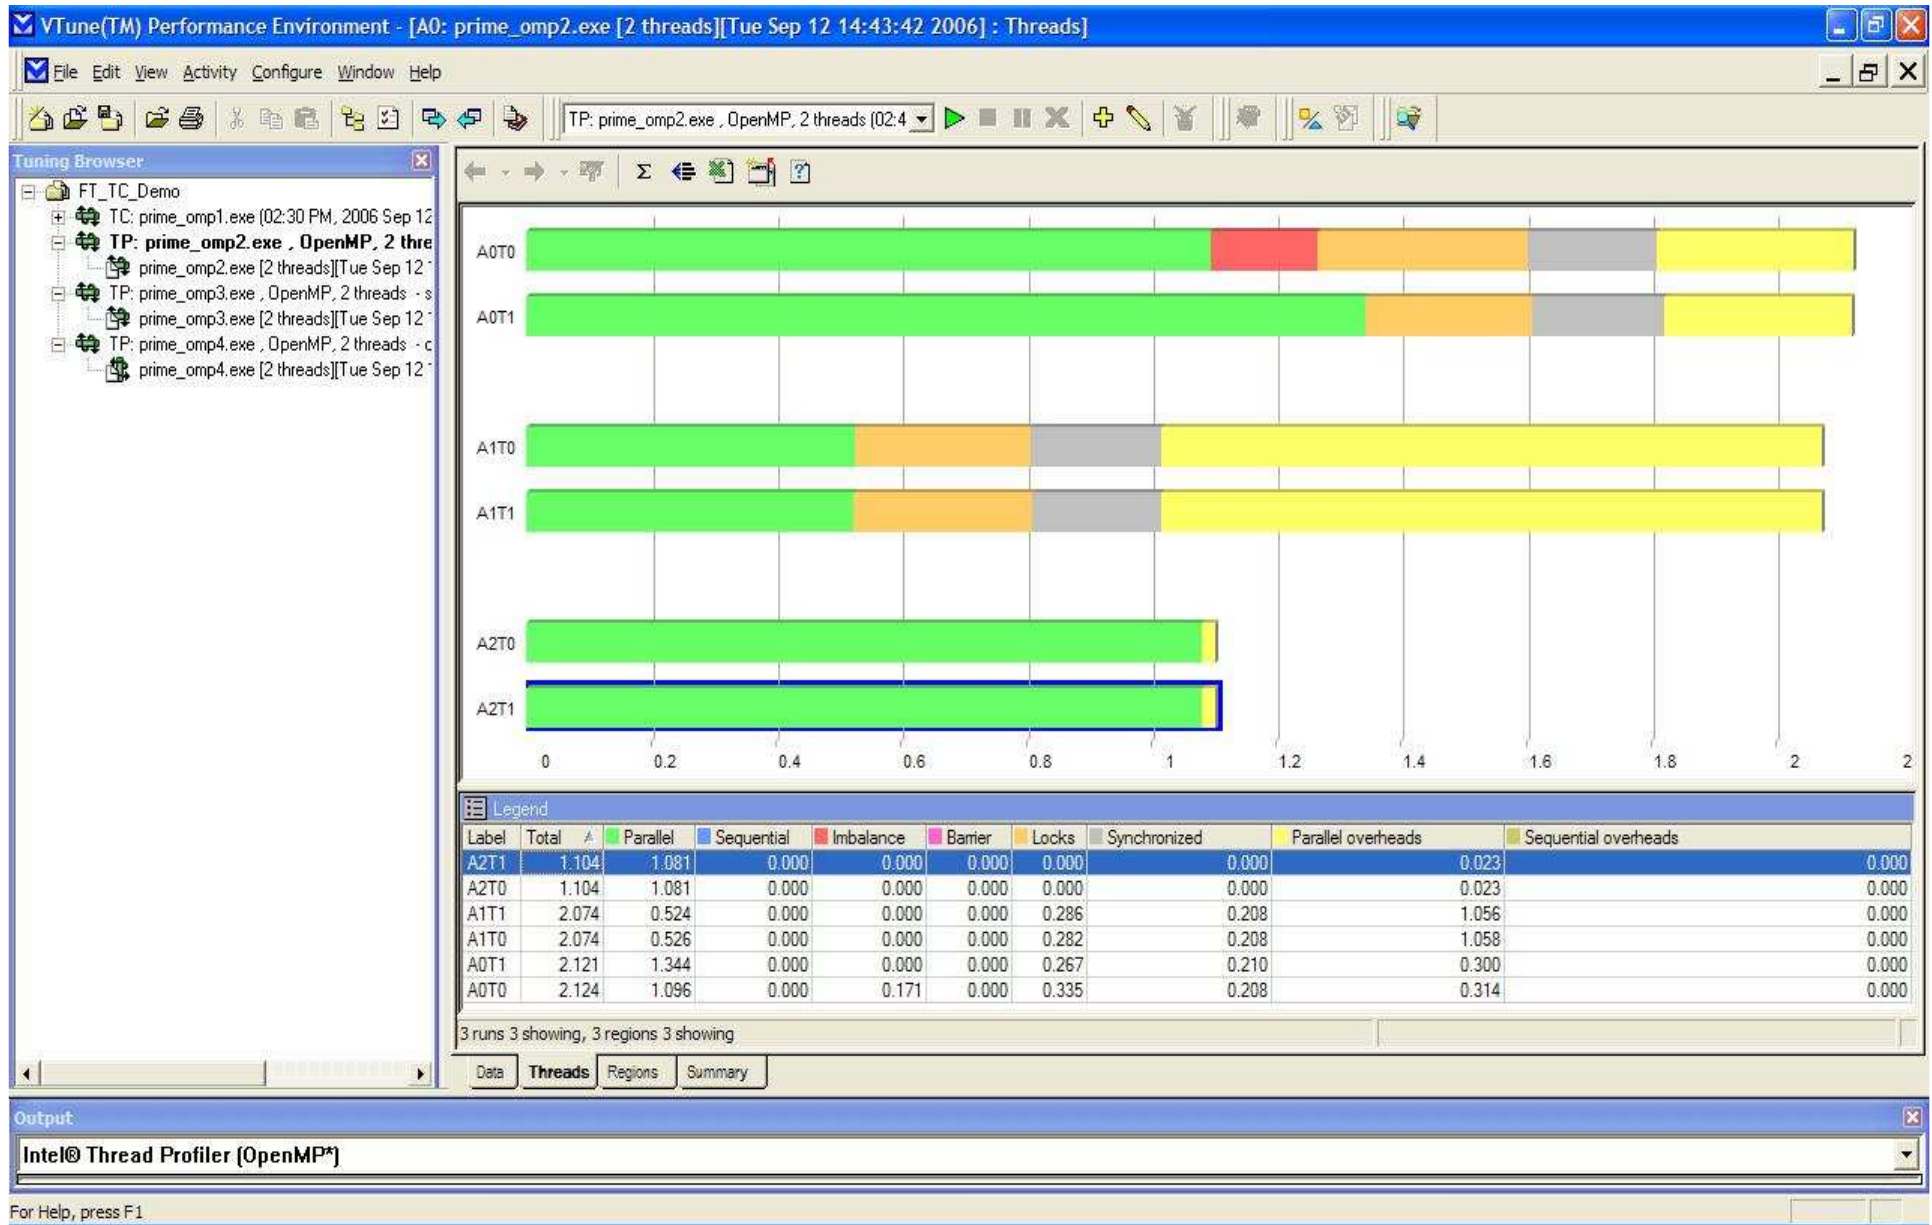 VTune(TM) Performance Environment - [A0: prime_omp2.exe [2 threads][Tue Sep 12 14:43:42 2006] : Threads]
File Edit View Activity Configure Window Help
TP: prime_omp2.exe , OpenMP, 2 threads (02:4
Tuning Browser
FT_TC_Demo
TC: prime_omp1.exe (02:30 PM, 2006 Sep 12
TP: prime_omp2.exe , OpenMP, 2 thre
prime_omp2.exe [2 threads][Tue Sep 12
TP: prime_omp3.exe , OpenMP, 2 threads - s
prime_omp3.exe [2 threads][Tue Sep 12
TP: prime_omp4.exe , OpenMP, 2 threads - c
prime_omp4.exe [2 threads][Tue Sep 12
A0T0
A0T1
A1T0
A1T1
A2T0
A2T1
0 0.2 0.4 0.6 0.8 1 1.2 1.4 1.6 1.8 2 2
Legend
Label Total Parallel Sequential Imbalance Barrier Locks Synchronized Parallel overheads Sequential overheads
A2T1 1.104 1.081 0.000 0.000 0.000 0.000 0.000 0.023 0.000
A2T0 1.104 1.081 0.000 0.000 0.000 0.000 0.000 0.023 0.000
A1T1 2.074 0.524 0.000 0.000 0.000 0.286 0.208 1.056 0.000
A1T0 2.074 0.526 0.000 0.000 0.000 0.282 0.208 1.058 0.000
A0T1 2.121 1.344 0.000 0.000 0.000 0.267 0.210 0.300 0.000
A0T0 2.124 1.096 0.000 0.171 0.000 0.335 0.208 0.314 0.000
3 runs 3 showing, 3 regions 3 showing
Data Threads Regions Summary
Output
Intel® Thread Profiler (OpenMP*)
For Help, press F1